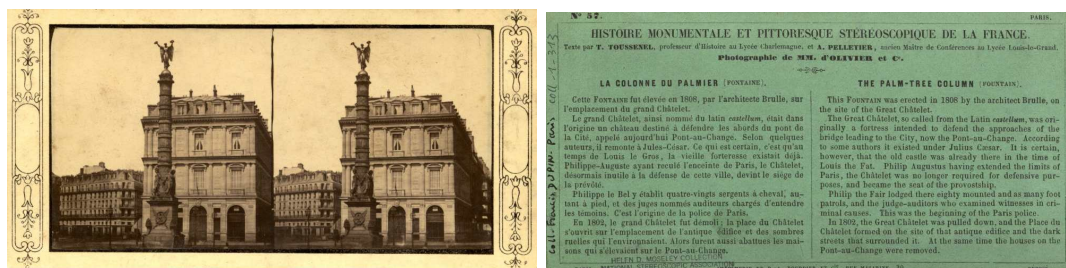 N° 57.
PARIS.
HISTOIRE MONUMENTALE ET PITTORESQUE STÉRÉOSCOPIQUE DE LA FRANCE.
Texte par T. TOUSSENEL, professeur d'Histoire au Lycée Charlemagne, et A. PELLETIER, ancien Maître de Conférences au Lycée Louis-le-Grand.
Photographie de MM. d'OLIVIER et Cᵉ.
LA COLONNE DU PALMIER (FONTAINE),
Cette FONTAINE fut élevée en 1808, par l'architecte Brulle, sur
l'emplacement du grand Châtelet.
Le grand Châtelet, ainsi nommé du latin castellum, était dans
l'origine un château destiné à défendre les abords du pont de
la Cité, appelé aujourd'hui Pont-au-Change. Selon quelques
auteurs, il remonte à Jules-César. Ce qui est certain, c'est qu'au
temps de Louis le Gros, la vieille forteresse existait déjà.
Philippe-Auguste ayant reculé l'enceinte de Paris, le Châtelet,
désormais inutile à la défense de cette ville, devint le siége de
la prévôté.
Philippe le Bel y établit quatre-vingts sergents à cheval, au-
tant à pied, et des juges nommés auditeurs chargés d'entendre
les témoins. C'est l'origine de la police de Paris.
En 1802, le grand Châtelet fut démoli; la place du Châtelet
s'ouvrit sur l'emplacement de l'antique édifice et des sombres
ruelles qui l'environnaient. Alors furent aussi abattues les mai-
sons qui s'élevaient sur le Pont-au-Change.
THE PALM-TREE COLUMN (FOUNTAIN).
This FOUNTAIN was erected in 1808 by the architect Brulle, on
the site of the Great Châtelet.
The Great Châtelet, so called from the Latin castellum, was ori-
ginally a fortress intended to defend the approaches of the
bridge leading to the City, now the Pont-au-Change. According
to some authors it existed under Julius Cæsar. It is certain,
however, that the old castle was already there in the time of
Louis the Fat. Philip Augustus having extended the limits of
Paris, the Châtelet was no longer required for defensive pur-
poses, and became the seat of the provostship.
Philip the Fair lodged there eighty mounted and as many foot
patrols, and the judge-auditors who examined witnesses in cri-
minal causes. This was the beginning of the Paris police.
In 1802, the Great Châtelet was pulled down, and the Place du
Châtelet formed on the site of that antique edifice and the dark
streets that surrounded it. At the same time the houses on the
Pont-au-Change were removed.
coll. Francis DUPIN. Paris coll-1-313
HELEN D. MOSELEY COLLECTION
NATIONAL STEREOSCOPIC ASSOCIATION